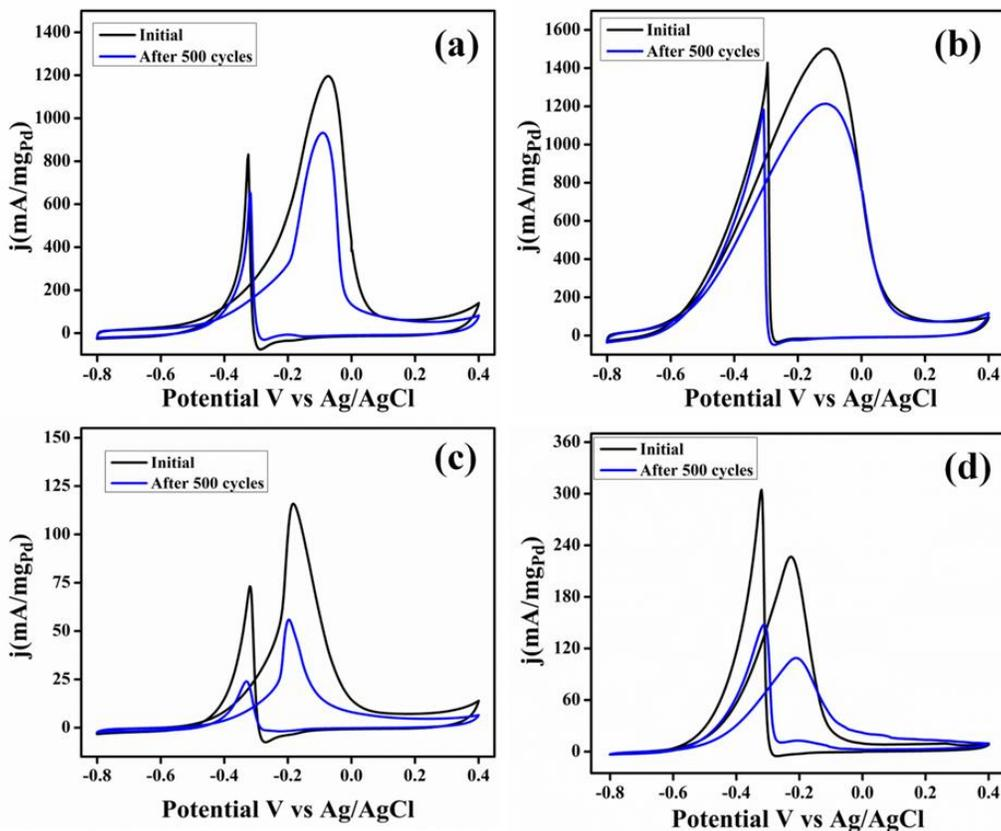 Initial
After 500 cycles
(a)
1400
1200
1000
800
600
400
200
0
j(mA/mgPd)
-0.8 -0.6 -0.4 -0.2 0.0 0.2 0.4
Potential V vs Ag/AgCl
Initial
After 500 cycles
(b)
1600
1400
1200
1000
800
600
400
200
0
j(mA/mgPd)
-0.8 -0.6 -0.4 -0.2 0.0 0.2 0.4
Potential V vs Ag/AgCl
Initial
After 500 cycles
(c)
150
125
100
75
50
25
0
j(mA/mgPd)
-0.8 -0.6 -0.4 -0.2 0.0 0.2 0.4
Potential V vs Ag/AgCl
Initial
After 500 cycles
(d)
360
300
240
180
120
60
0
j(mA/mgPd)
-0.8 -0.6 -0.4 -0.2 0.0 0.2 0.4
Potential V vs Ag/AgCl